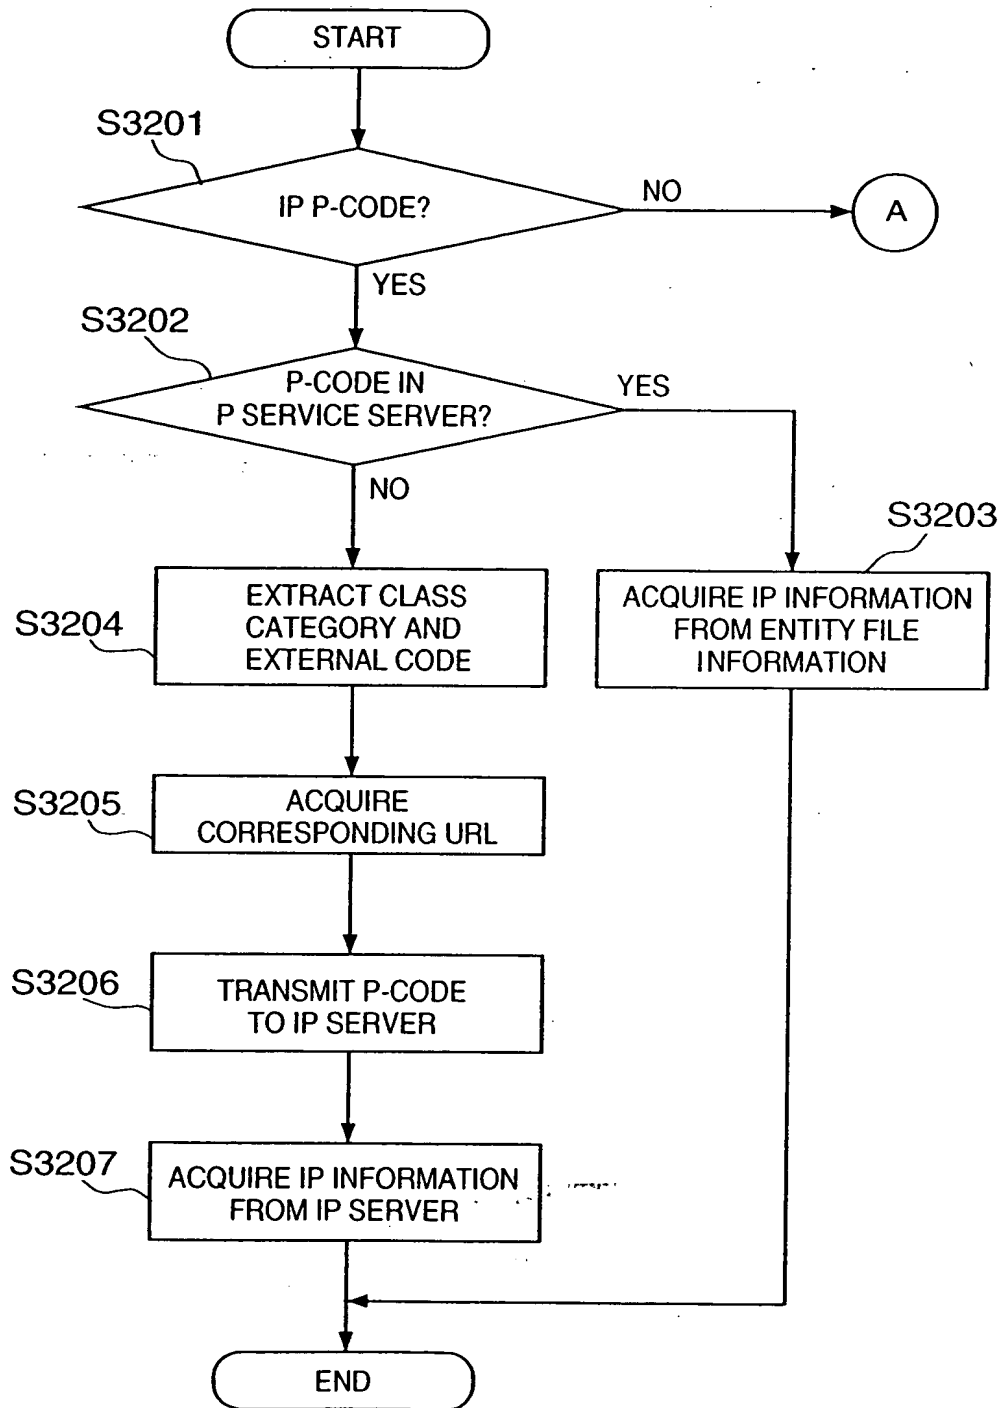 START
S3201
IP P-CODE?
NO
A
YES
S3202
P-CODE IN
P SERVICE SERVER?
YES
NO
S3203
ACQUIRE IP INFORMATION
FROM ENTITY FILE
INFORMATION
S3204
EXTRACT CLASS
CATEGORY AND
EXTERNAL CODE
S3205
ACQUIRE
CORRESPONDING URL
S3206
TRANSMIT P-CODE
TO IP SERVER
S3207
ACQUIRE IP INFORMATION
FROM IP SERVER
END